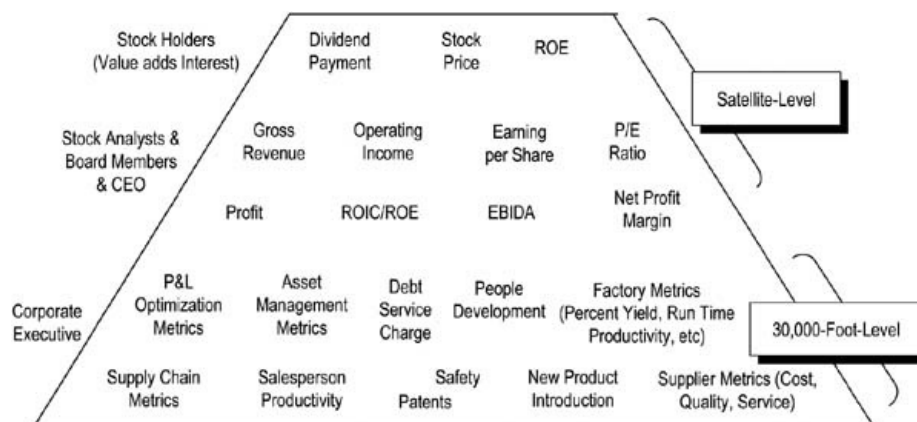 Stock Holders
(Value adds Interest)
Dividend
Payment
Stock
Price
ROE
Satellite-Level
Stock Analysts &
Board Members
& CEO
Gross
Revenue
Operating
Income
Earning
per Share
P/E
Ratio
Profit
ROIC/ROE
EBIDA
Net Profit
Margin
Corporate
Executive
P&L
Optimization
Metrics
Asset
Management
Metrics
Debt
Service
Charge
People
Development
Factory Metrics
(Percent Yield, Run Time
Productivity, etc)
30,000-Foot-Level
Supply Chain
Metrics
Salesperson
Productivity
Safety
Patents
New Product
Introduction
Supplier Metrics (Cost,
Quality, Service)